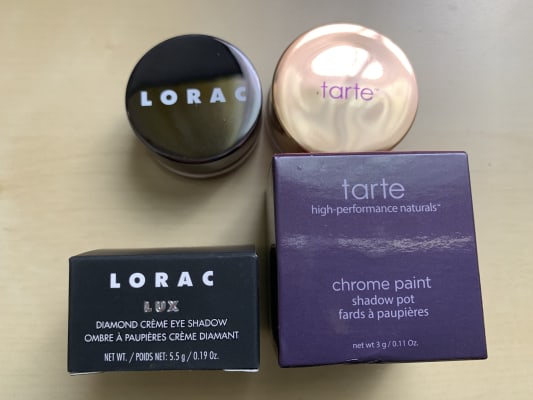 LORAC
tarte™
tarte
high-performance naturals™
chrome paint
shadow pot
fards à paupières
net wt 3 g / 0.11 Oz.
LORAC
LUX
DIAMOND CRÈME EYE SHADOW
OMBRE À PAUPIÈRES CRÈME DIAMANT
NET WT. / POIDS NET: 5.5 g / 0.19 Oz.